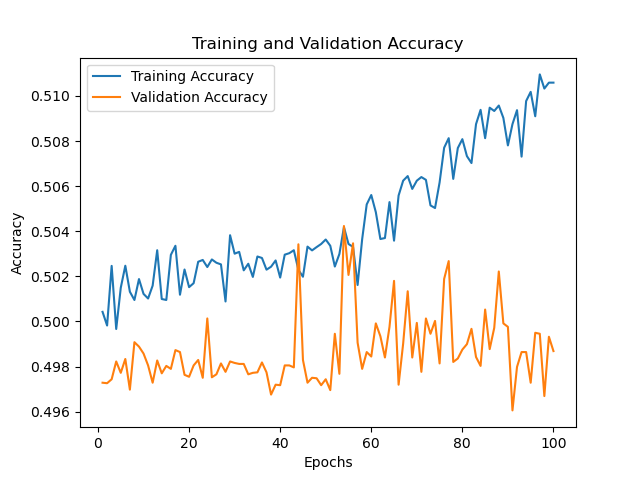 Training and Validation Accuracy
Training Accuracy
Validation Accuracy
0.510
0.508
0.506
0.504
0.502
0.500
0.498
0.496
Accuracy
0 20 40 60 80 100
Epochs